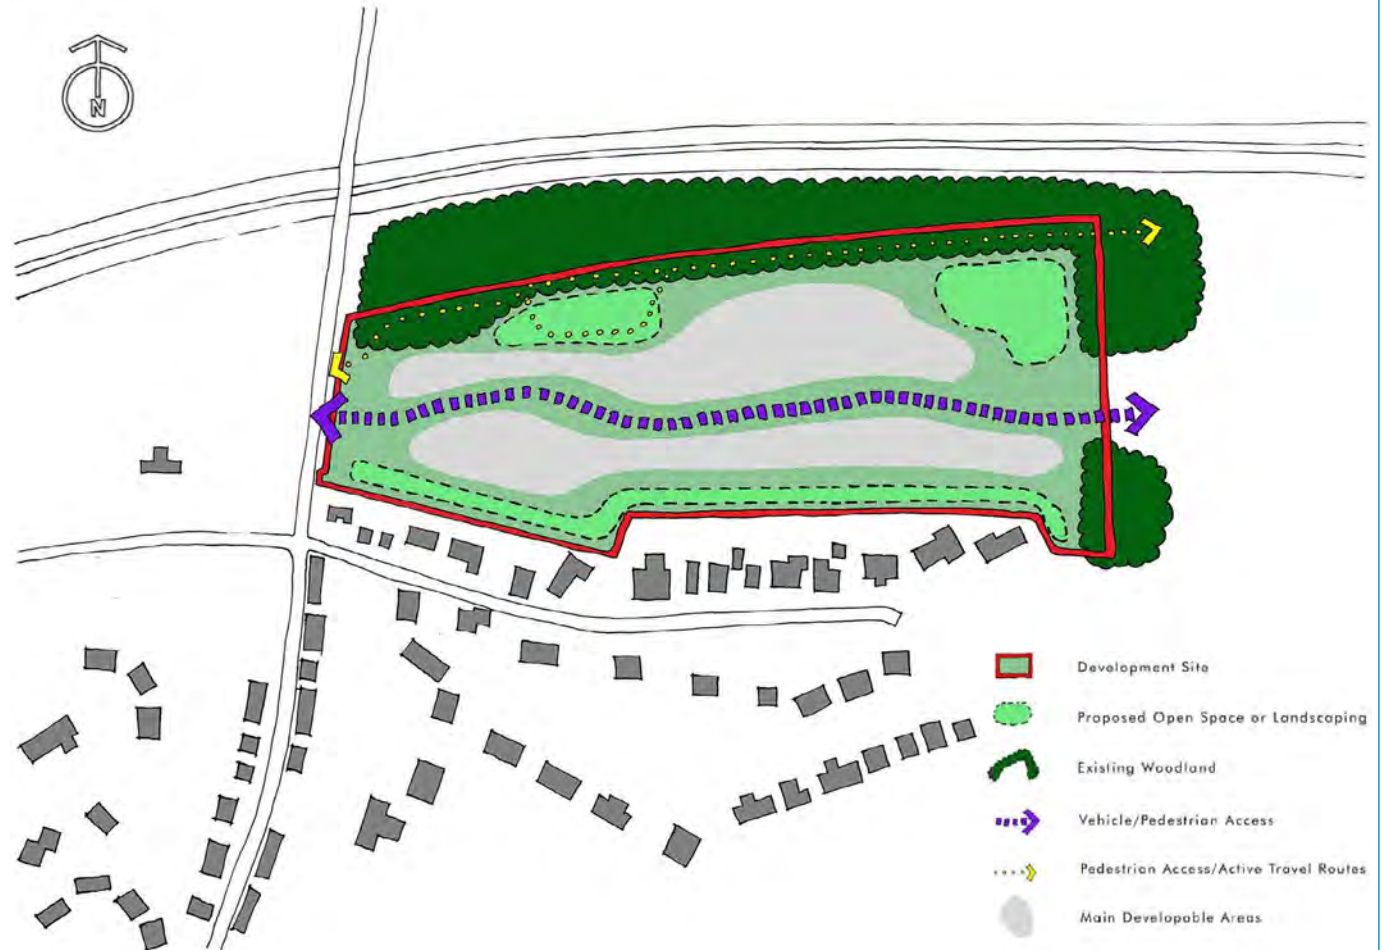 N
Development Site
Proposed Open Space or Landscaping
Existing Woodland
Vehicle/Pedestrian Access
Pedestrian Access/Active Travel Routes
Main Developable Areas